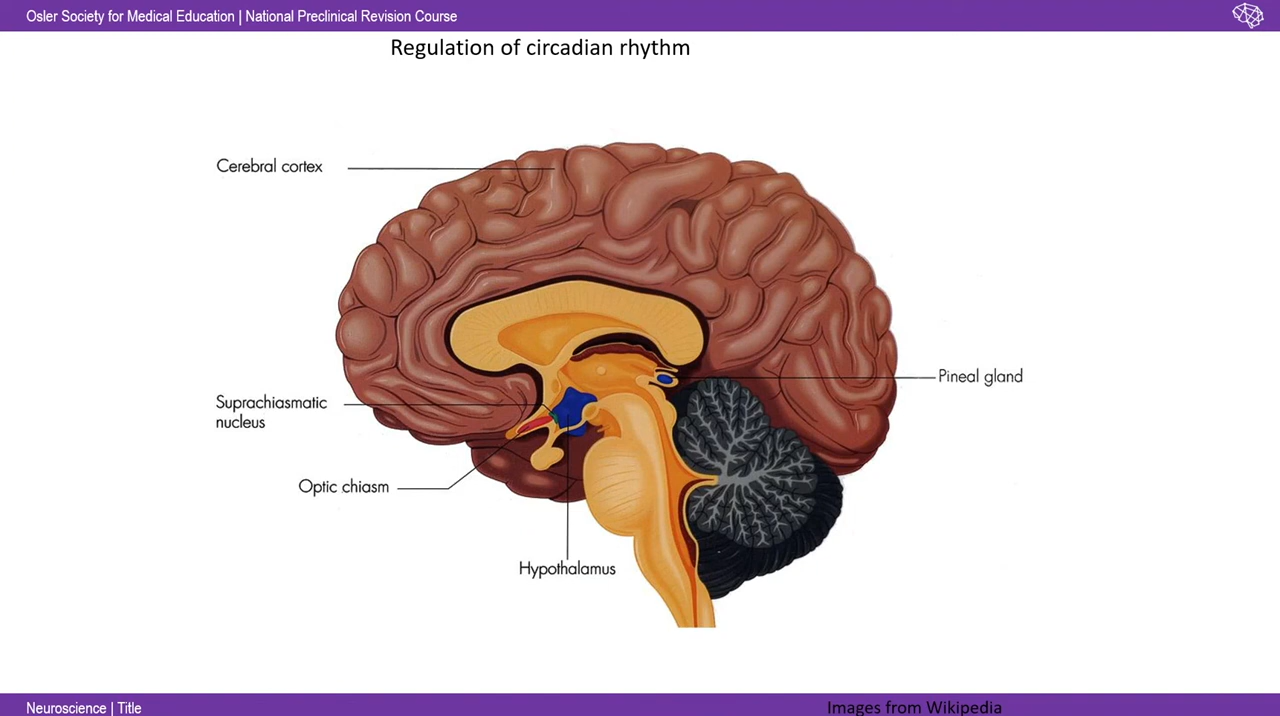 Osler Society for Medical Education | National Preclinical Revision Course
Regulation of circadian rhythm
Cerebral cortex
Pineal gland
Suprachiasmatic
nucleus
Optic chiasm
Hypothalamus
Neuroscience | Title
Images from Wikipedia